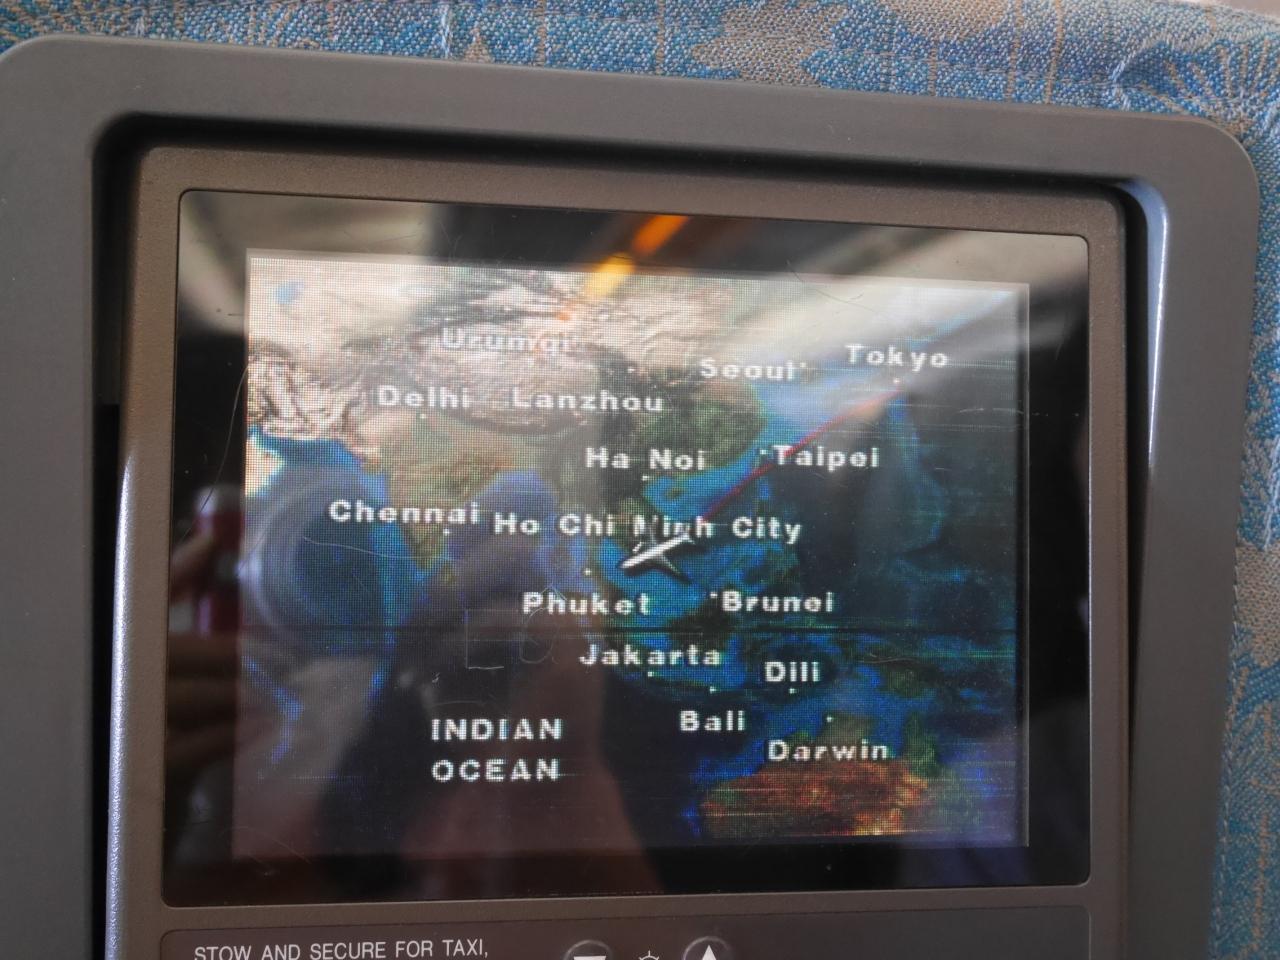 Urumqi
Seoul
Tokyo
Delhi
Lanzhou
Ha Noi
Taipei
Chennai
Ho Chi Minh City
Phuket
Brunei
Jakarta
Dili
INDIAN
OCEAN
Bali
Darwin
STOW AND SECURE FOR TAXI,